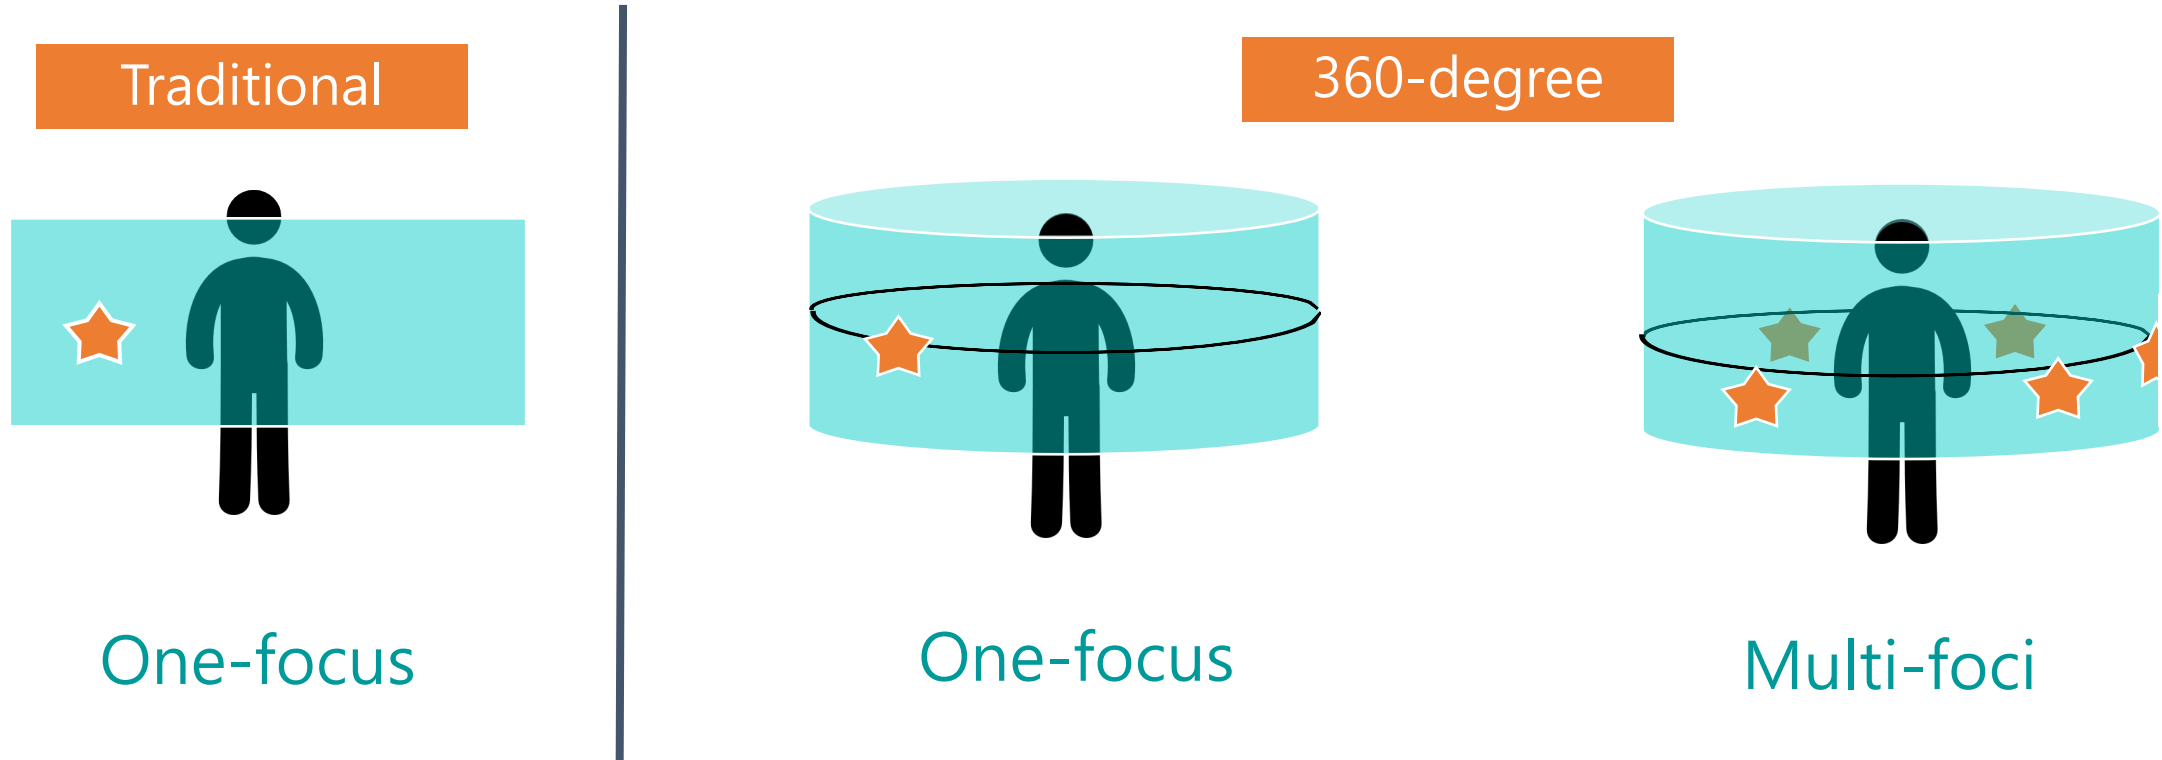 Traditional
360-degree
One-focus
One-focus
Multi-foci